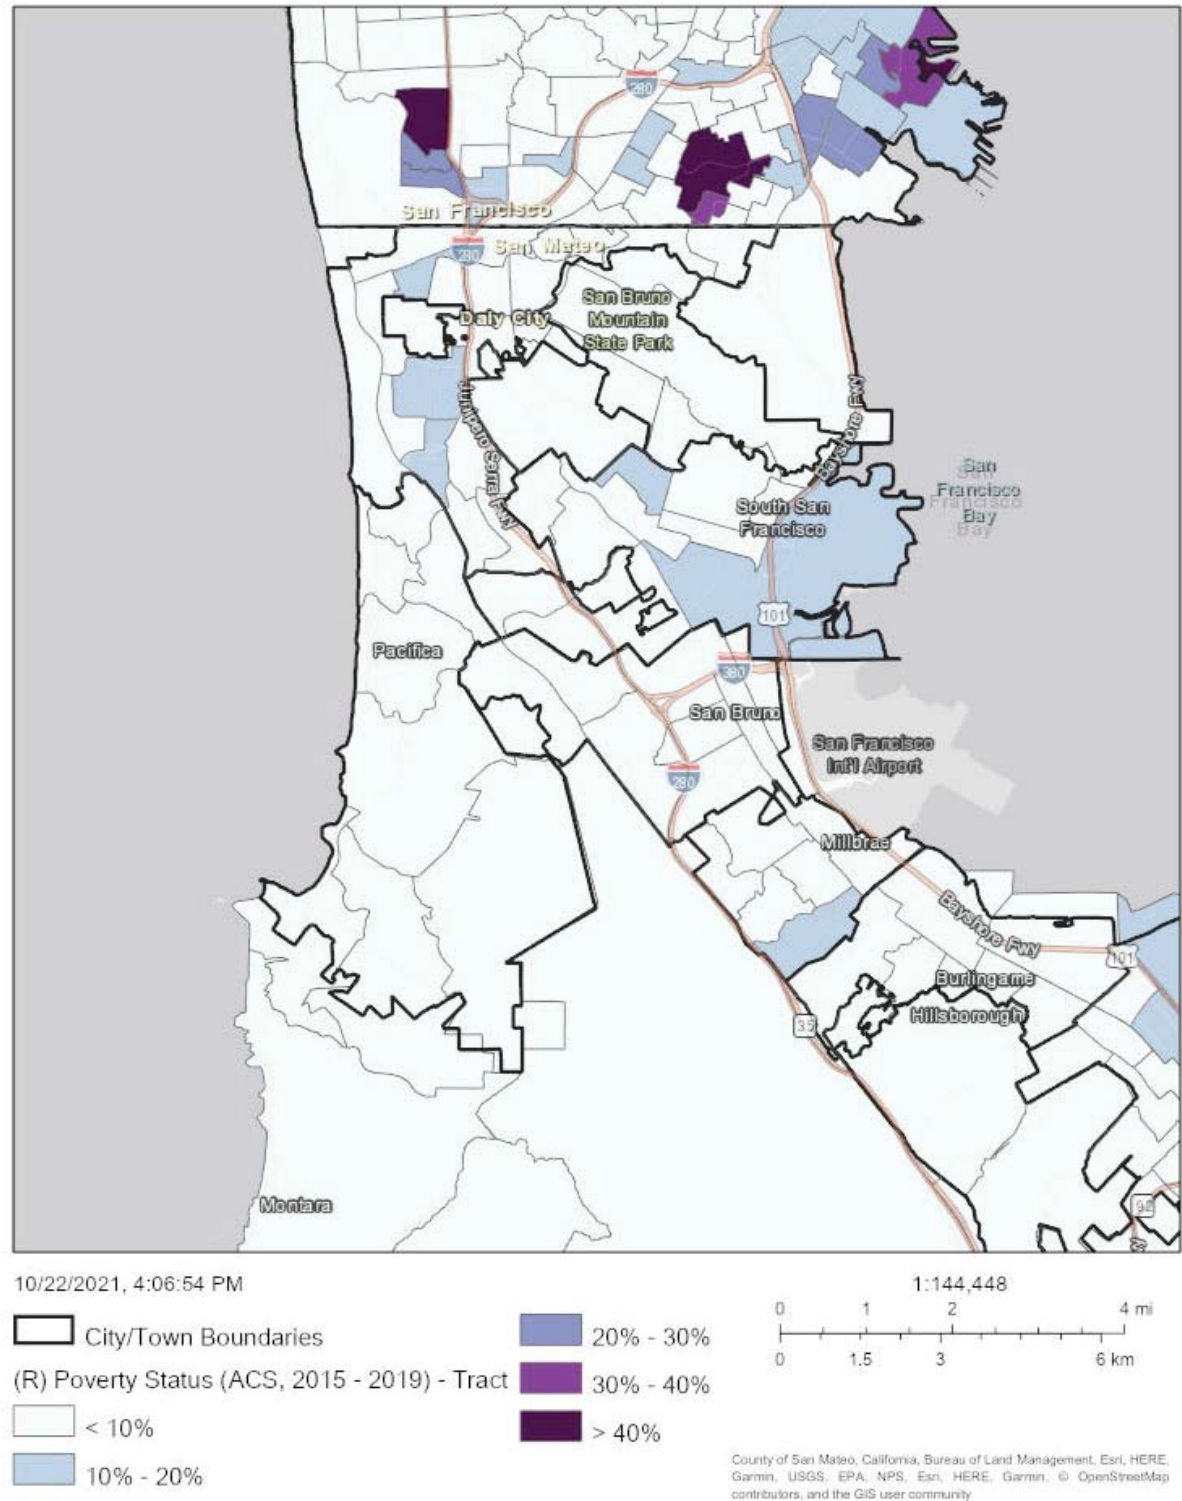 280
San Francisco
280
San Mateo
San Bruno
Mountain
State Park
Daly City
Junipero Serra Fwy
Bayshore Fwy
San
Francisco
Bay
San
Francisco
Bay
South San
Francisco
101
Pacifica
380
San Bruno
San Francisco
Int'l Airport
280
Millbrae
Bayshore Fwy
101
Burlingame
Hillsborough
35
Montara
92
10/22/2021, 4:06:54 PM
City/Town Boundaries
(R) Poverty Status (ACS, 2015 - 2019) - Tract
< 10%
10% - 20%
20% - 30%
30% - 40%
> 40%
1:144,448
0 1 2 4 mi
0 1.5 3 6 km
County of San Mateo, California, Bureau of Land Management, Esri, HERE,
Garmin, USGS, EPA, NPS, Esri, HERE, Garmin, © OpenStreetMap
contributors, and the GIS user community